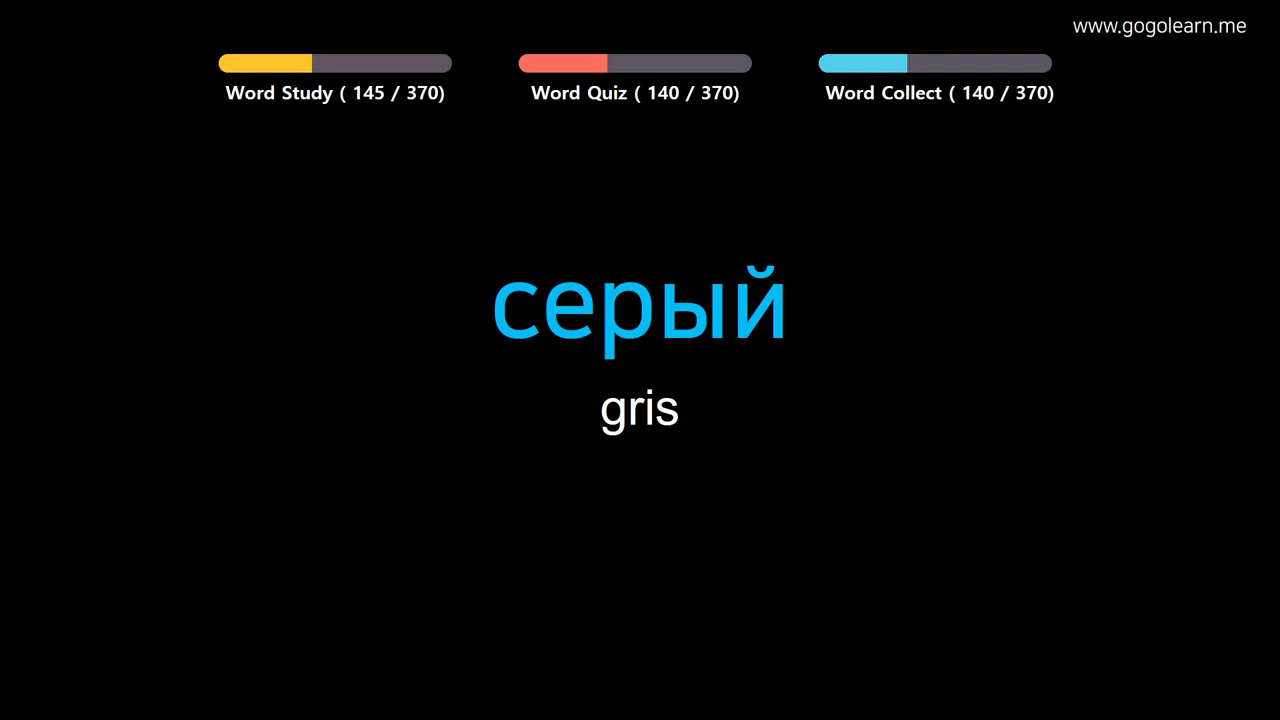 www.gogolearn.me
Word Study ( 145 / 370)
Word Quiz ( 140 / 370)
Word Collect ( 140 / 370)
серый
gris